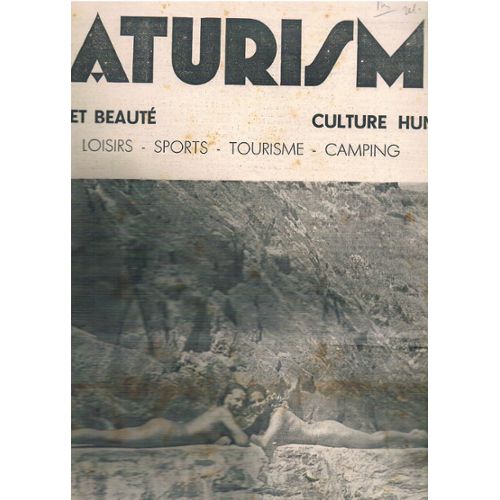 ATURISM
ET BEAUTÉ CULTURE HUM
LOISIRS - SPORTS - TOURISME - CAMPING